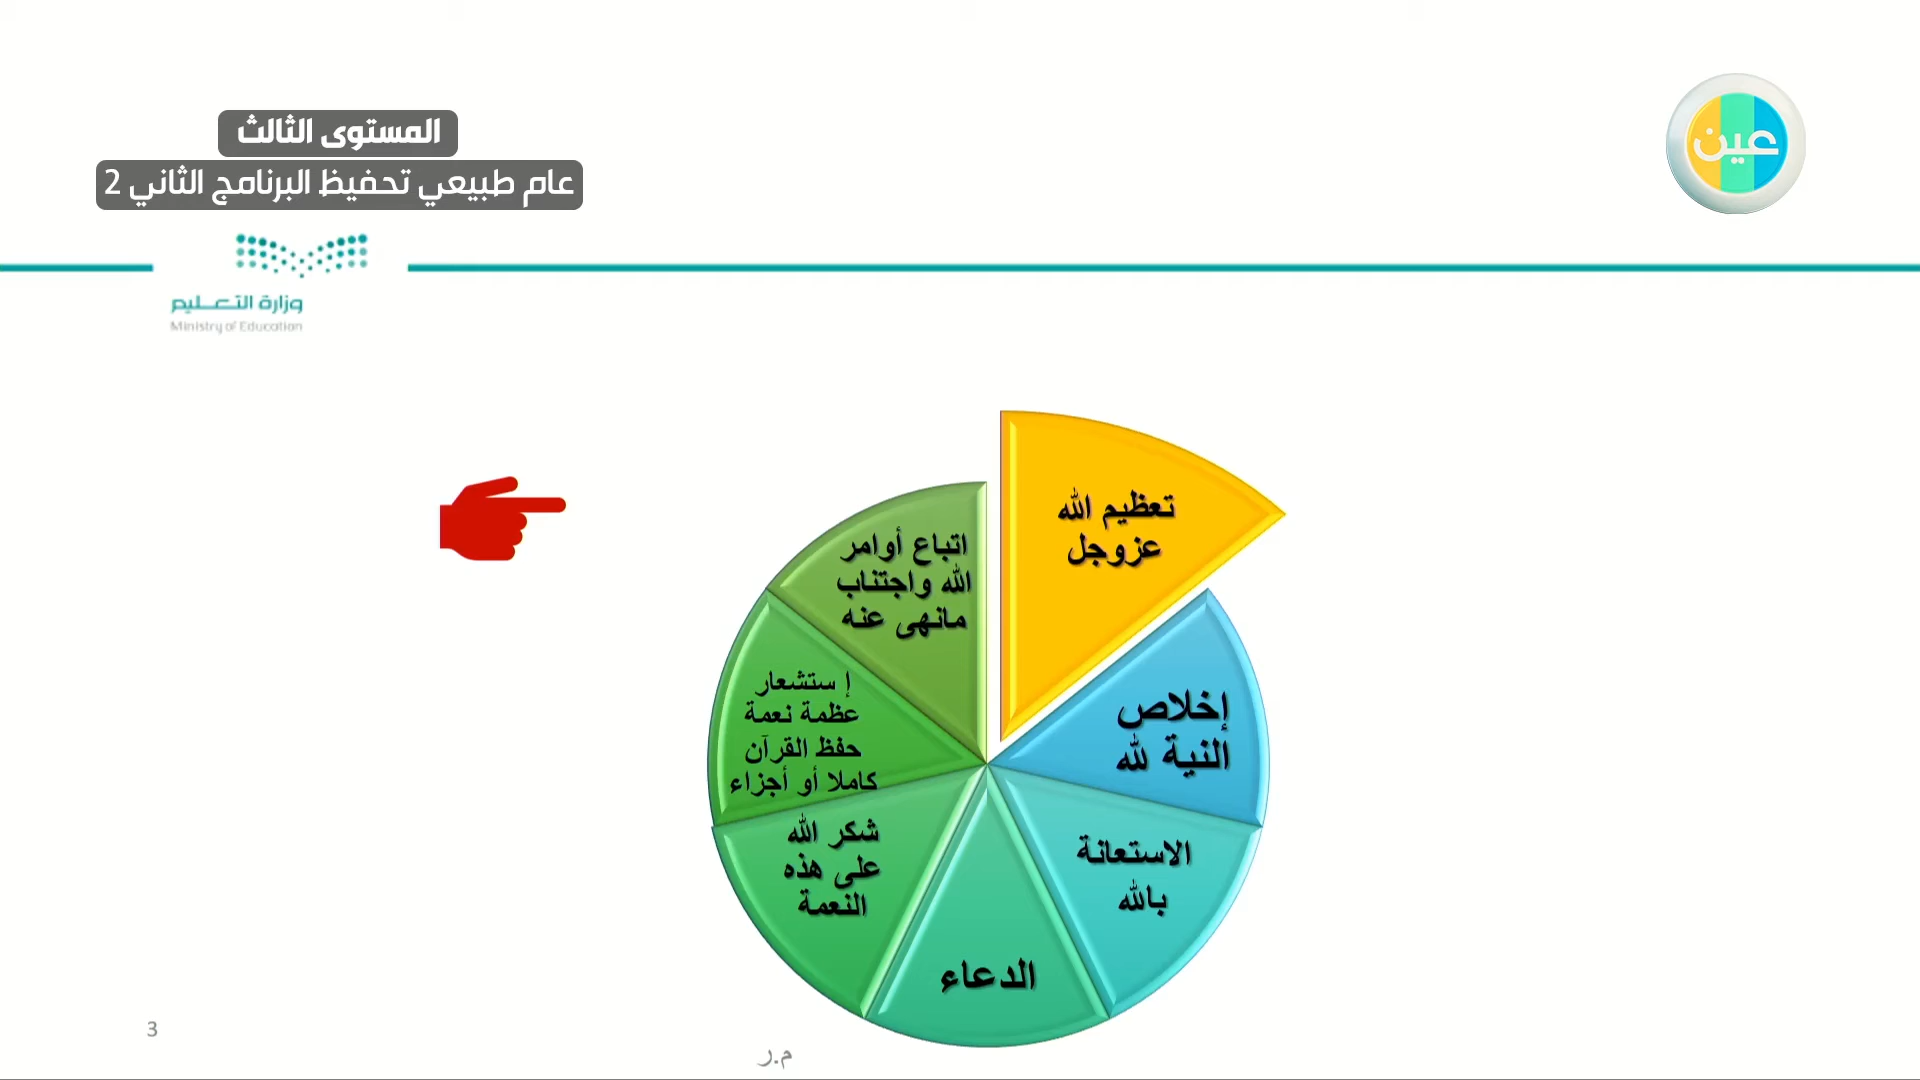 المستوى الثالث
عام طبيعي تحفيظ البرنامج الثاني 2
عين
وزارة التعليم
Ministry of Education
تعظيم الله
عزوجل
إخلاص
النية لله
الاستعانة
بالله
الدعاء
شكر الله
على هذه
النعمة
إ ستشعار
عظمة نعمة
حفظ القرآن
كاملا أو أجزاء
اتباع أوامر
الله واجتناب
مانهى عنه
3
م.ر